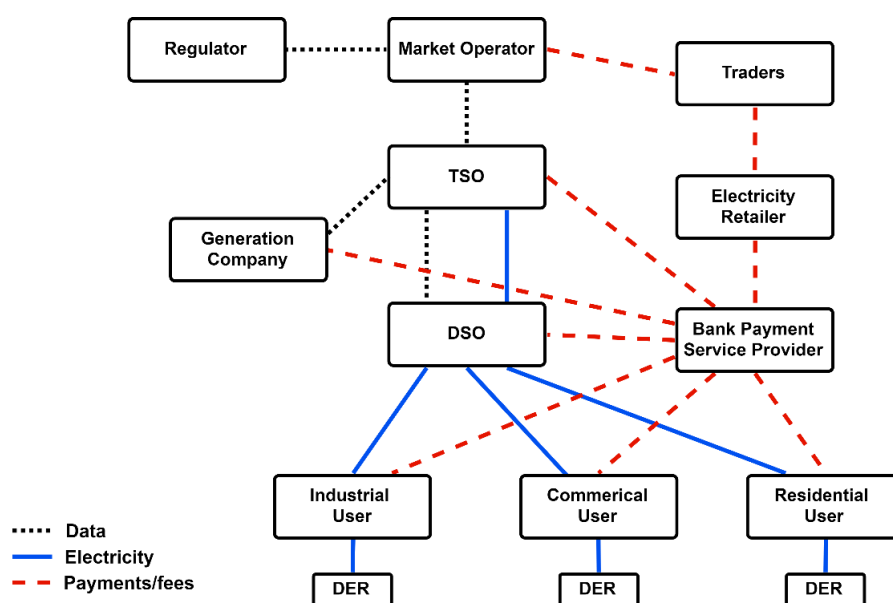 Regulator
Market Operator
Traders
TSO
Electricity
Retailer
Generation
Company
DSO
Bank Payment
Service Provider
Industrial
User
Commerical
User
Residential
User
Data
Electricity
Payments/fees
DER
DER
DER